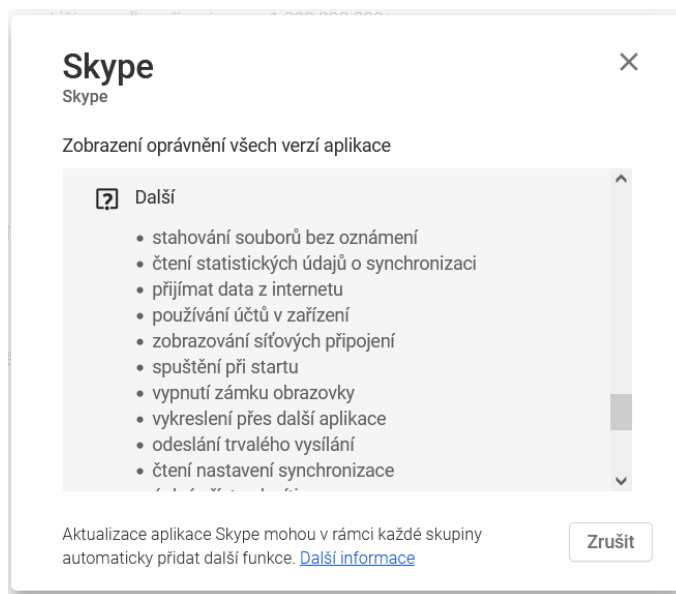 Skype
Skype
Zobrazení oprávnění všech verzí aplikace
Další
• stahování souborů bez oznámení
• čtení statistických údajů o synchronizaci
• přijímat data z internetu
• používání účtů v zařízení
• zobrazování síťových připojení
• spuštění při startu
• vypnutí zámku obrazovky
• vykreslení přes další aplikace
• odeslání trvalého vysílání
• čtení nastavení synchronizace
Aktualizace aplikace Skype mohou v rámci každé skupiny
automaticky přidat další funkce. Další informace
Zrušit